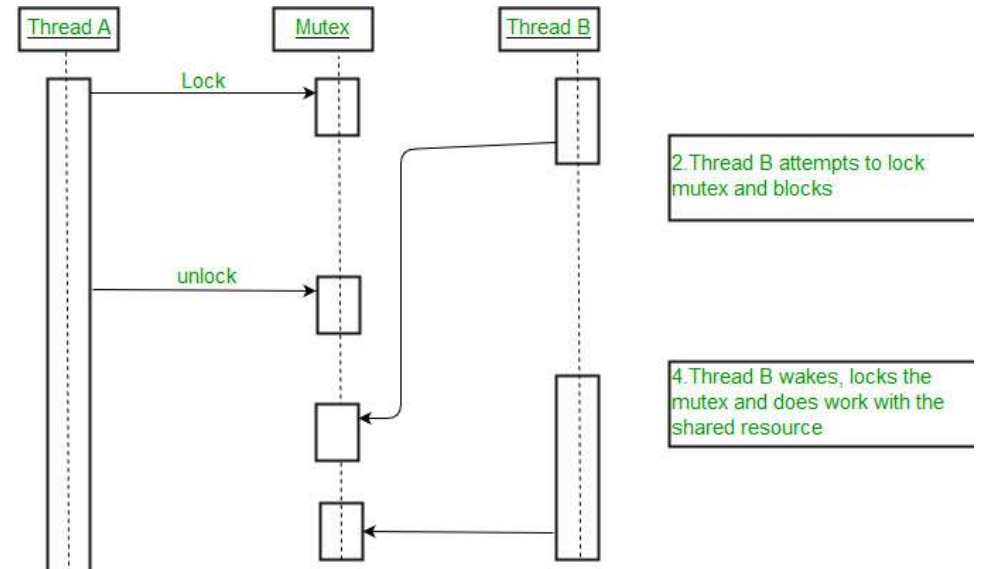 Thread A
Mutex
Thread B
Lock
2.Thread B attempts to lock
mutex and blocks
unlock
4.Thread B wakes, locks the
mutex and does work with the
shared resource